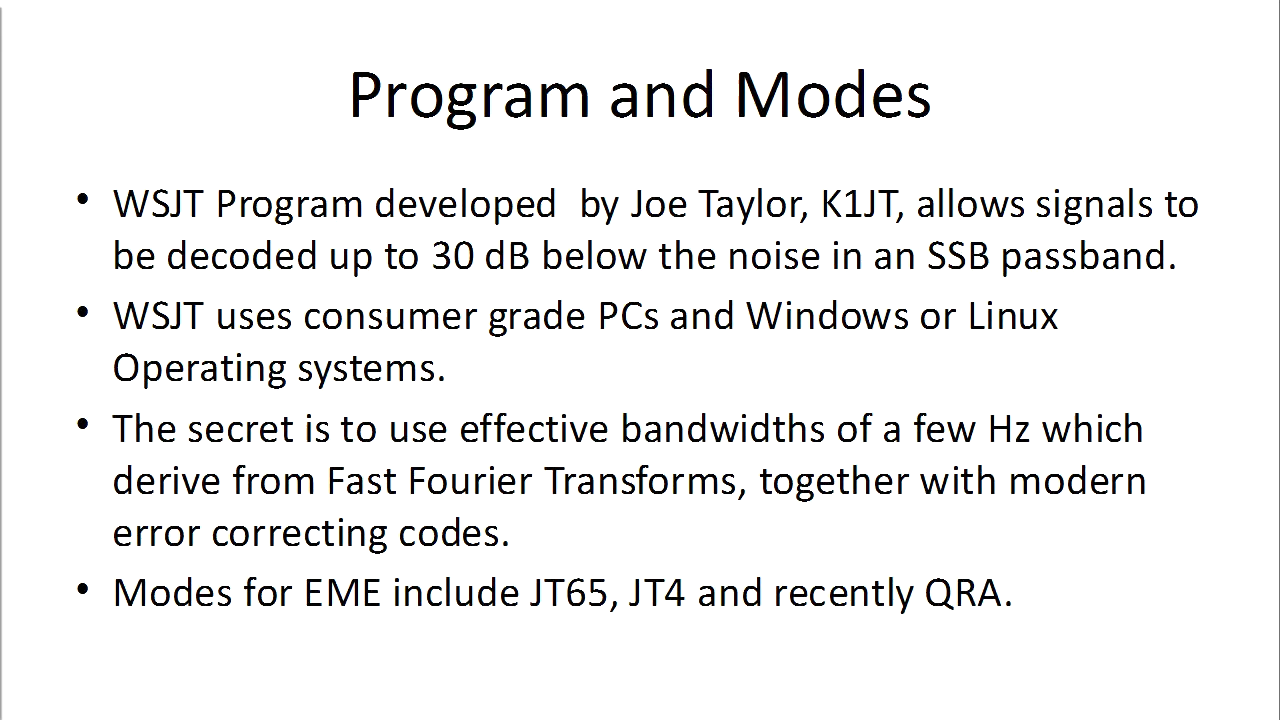 Program and Modes
• WSJT Program developed  by Joe Taylor, K1JT, allows signals to
be decoded up to 30 dB below the noise in an SSB passband.
• WSJT uses consumer grade PCs and Windows or Linux
Operating systems.
• The secret is to use effective bandwidths of a few Hz which
derive from Fast Fourier Transforms, together with modern
error correcting codes.
• Modes for EME include JT65, JT4 and recently QRA.